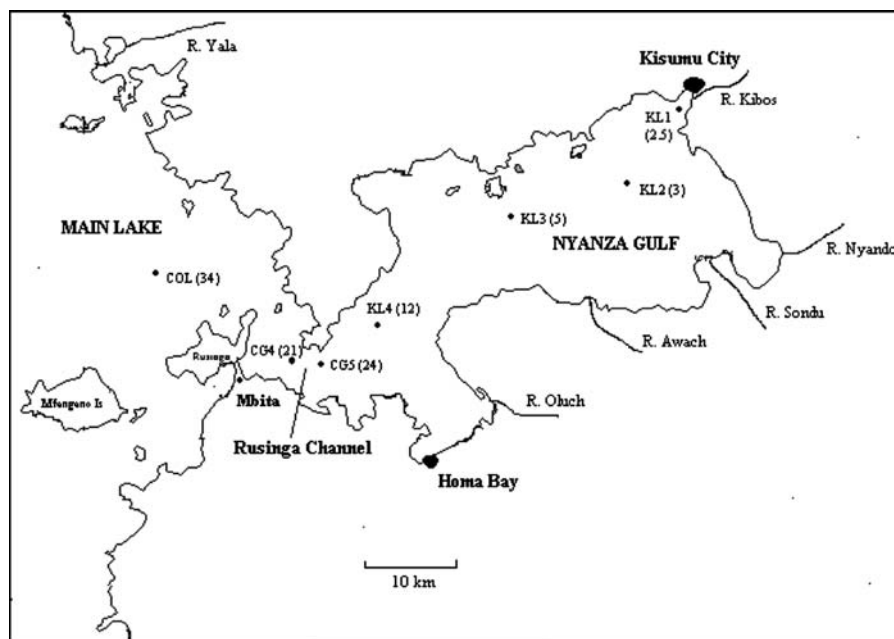 R. Yala
Kisumu City
R. Kibos
KL1
(2.5)
KL2 (3)
KL3 (5)
MAIN LAKE
NYANZA GULF
R. Nyando
COL (34)
R. Sondu
KL4 (12)
R. Awach
Rusinga
CG4 (21)
CG5 (24)
Mbita
Mfangano Is
R. Oluch
Rusinga Channel
Homa Bay
10 km